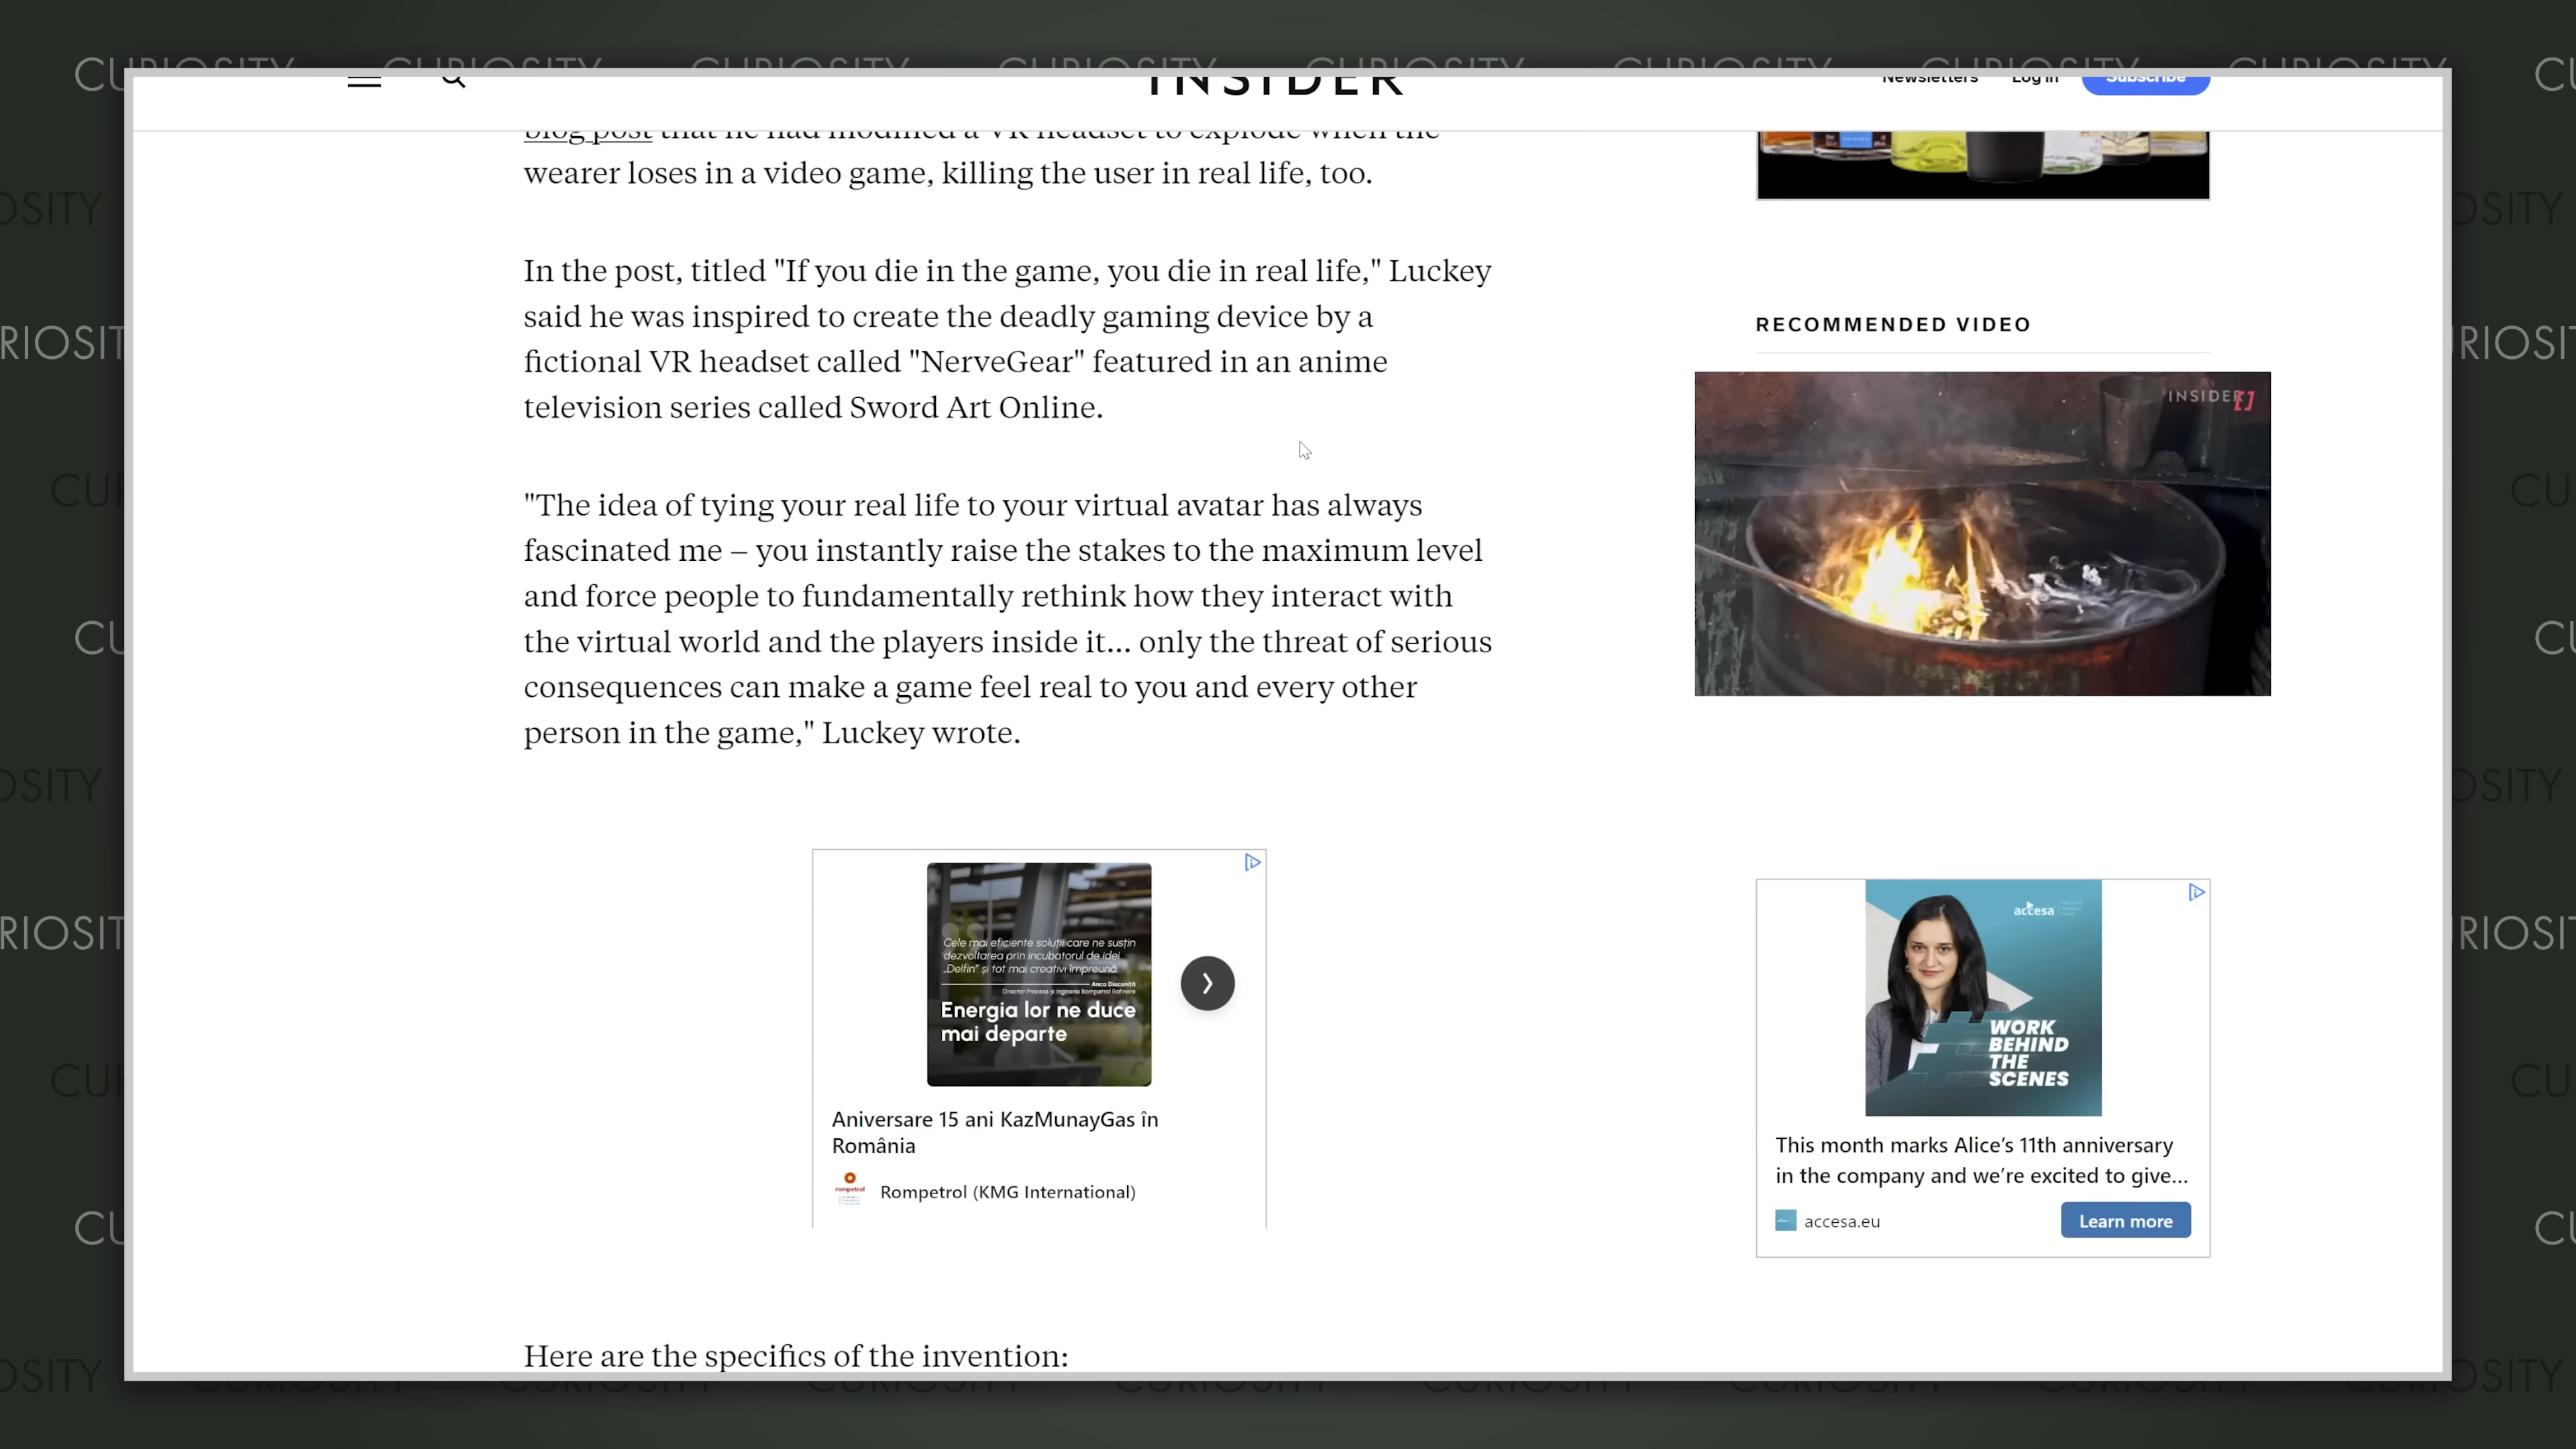 CURIOSITY CURIOSITY CURIOSITY CURIOSITY CURIOSITY CURIOSITY CURIOSITY CURIOSITY
INSIDER
Newsletters Log in Subscribe
blog post that he had modified a VR headset to explode when the
wearer loses in a video game, killing the user in real life, too.
In the post, titled "If you die in the game, you die in real life," Luckey
said he was inspired to create the deadly gaming device by a
fictional VR headset called "NerveGear" featured in an anime
television series called Sword Art Online.
"The idea of tying your real life to your virtual avatar has always
fascinated me – you instantly raise the stakes to the maximum level
and force people to fundamentally rethink how they interact with
the virtual world and the players inside it... only the threat of serious
consequences can make a game feel real to you and every other
person in the game," Luckey wrote.
Cele mai eficiente soluții care ne susțin
dezvoltarea prin incubatorul de idei
„Delfin” și tot mai creativi împreună.
Anca Diaconiță
Director Procese și Inginerie Rompetrol Rafinare
Energia lor ne duce
mai departe
Aniversare 15 ani KazMunayGas în
România
rompetrol
Rompetrol (KMG International)
Here are the specifics of the invention:
RECOMMENDED VIDEO
INSIDER
accesa
# WORK
BEHIND
THE
SCENES
This month marks Alice's 11th anniversary
in the company and we're excited to give...
accesa.eu
Learn more
CURIOSITY CURIOSITY CURIOSITY CURIOSITY CURIOSITY CURIOSITY CURIOSITY CURIOSITY